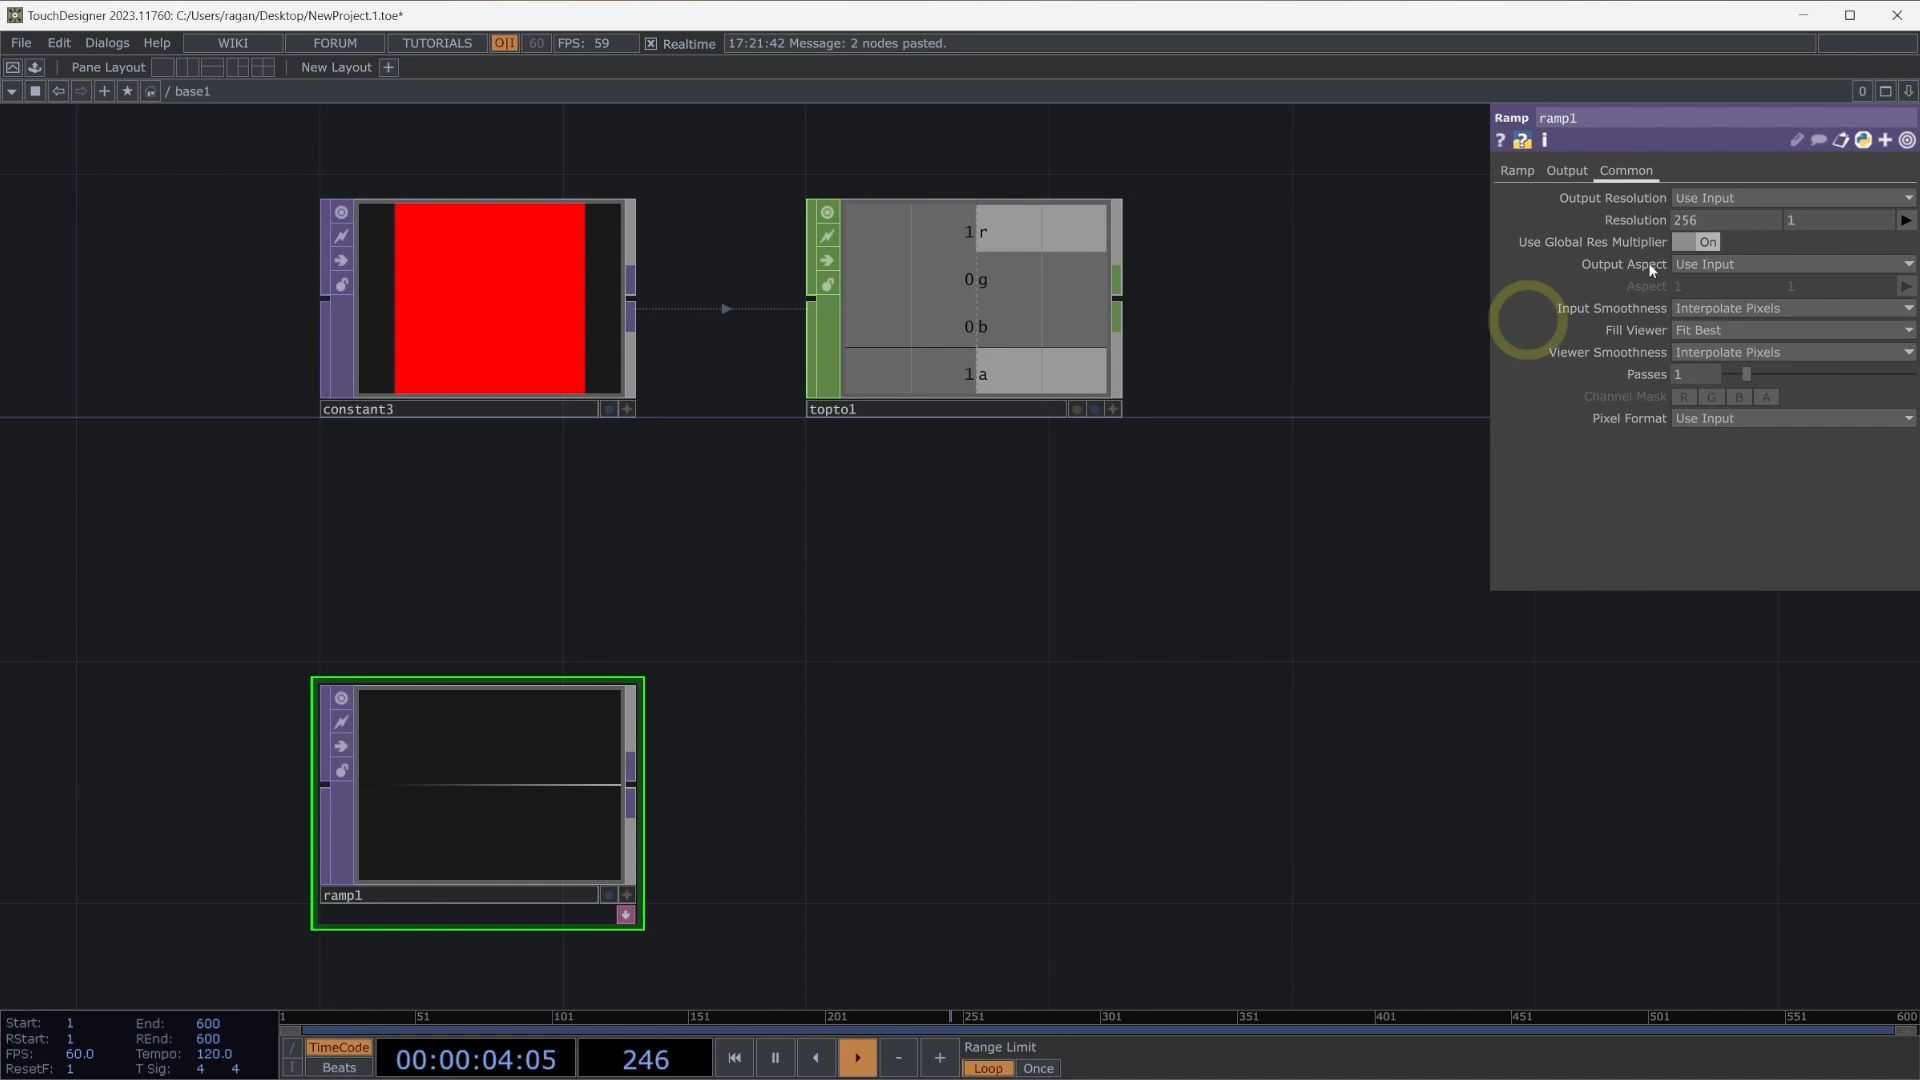 TouchDesigner 2023.11760: C:/Users/ragan/Desktop/NewProject.1.toe*
File Edit Dialogs Help WIKI FORUM TUTORIALS O|I 60 FPS: 59 Realtime 17:21:42 Message: 2 nodes pasted.
Pane Layout New Layout +
/ base1 0
Ramp ramp1
? ? i
Ramp Output Common
Output Resolution Use Input
Resolution 256 1
Use Global Res Multiplier On
Output Aspect Use Input
Aspect 1 1
Input Smoothness Interpolate Pixels
Fill Viewer Fit Best
Viewer Smoothness Interpolate Pixels
Passes 1
Channel Mask R G B A
Pixel Format Use Input
1 r
0 g
0 b
1 a
constant3
topto1
ramp1
Start: 1 End: 600
RStart: 1 REnd: 600
FPS: 60.0 Tempo: 120.0
ResetF: 1 T Sig: 4 4
1 51 101 151 201 251 301 351 401 451 501 551 600
TimeCode
Beats
00:00:04:05
246
- +
Range Limit
Loop Once